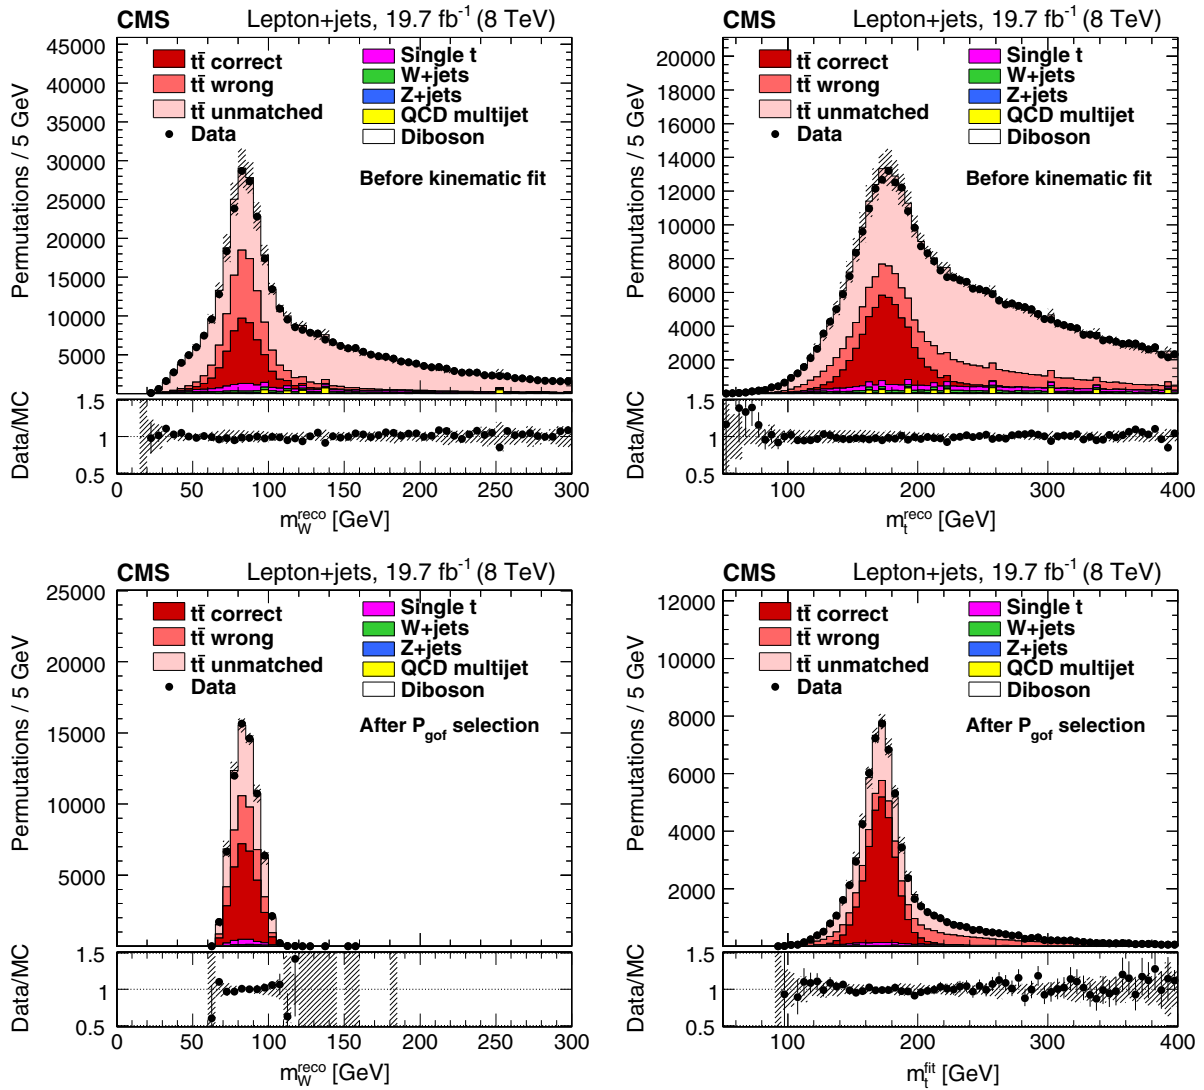 CMS Lepton+jets, 19.7 fb⁻¹ (8 TeV)
Permutations / 5 GeV
45000
40000
35000
30000
25000
20000
15000
10000
5000
tt̄ correct
tt̄ wrong
tt̄ unmatched
Data
Single t
W+jets
Z+jets
QCD multijet
Diboson
Before kinematic fit
Data/MC
1.5
1
0.5
0 50 100 150 200 250 300
m_W^reco [GeV]
CMS Lepton+jets, 19.7 fb⁻¹ (8 TeV)
Permutations / 5 GeV
20000
18000
16000
14000
12000
10000
8000
6000
4000
2000
tt̄ correct
tt̄ wrong
tt̄ unmatched
Data
Single t
W+jets
Z+jets
QCD multijet
Diboson
Before kinematic fit
Data/MC
1.5
1
0.5
100 200 300 400
m_t^reco [GeV]
CMS Lepton+jets, 19.7 fb⁻¹ (8 TeV)
Permutations / 5 GeV
25000
20000
15000
10000
5000
tt̄ correct
tt̄ wrong
tt̄ unmatched
Data
Single t
W+jets
Z+jets
QCD multijet
Diboson
After P_gof selection
Data/MC
1.5
1
0.5
0 50 100 150 200 250 300
m_W^reco [GeV]
CMS Lepton+jets, 19.7 fb⁻¹ (8 TeV)
Permutations / 5 GeV
12000
10000
8000
6000
4000
2000
tt̄ correct
tt̄ wrong
tt̄ unmatched
Data
Single t
W+jets
Z+jets
QCD multijet
Diboson
After P_gof selection
Data/MC
1.5
1
0.5
100 200 300 400
m_t^fit [GeV]